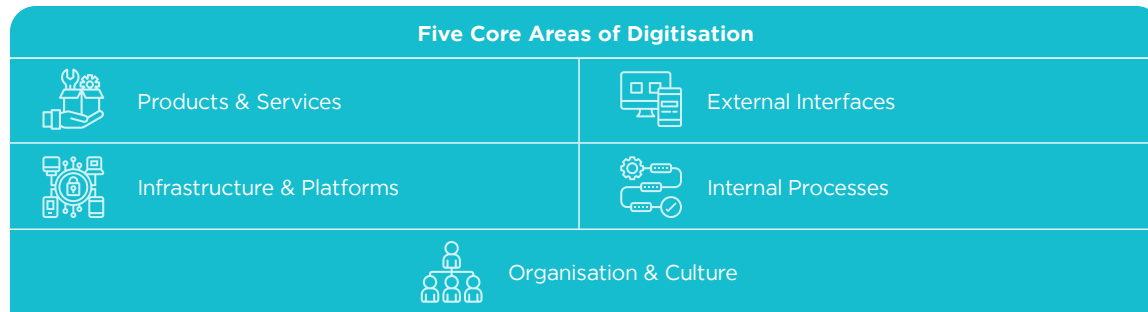 Five Core Areas of Digitisation
Products & Services
External Interfaces
Infrastructure & Platforms
Internal Processes
Organisation & Culture